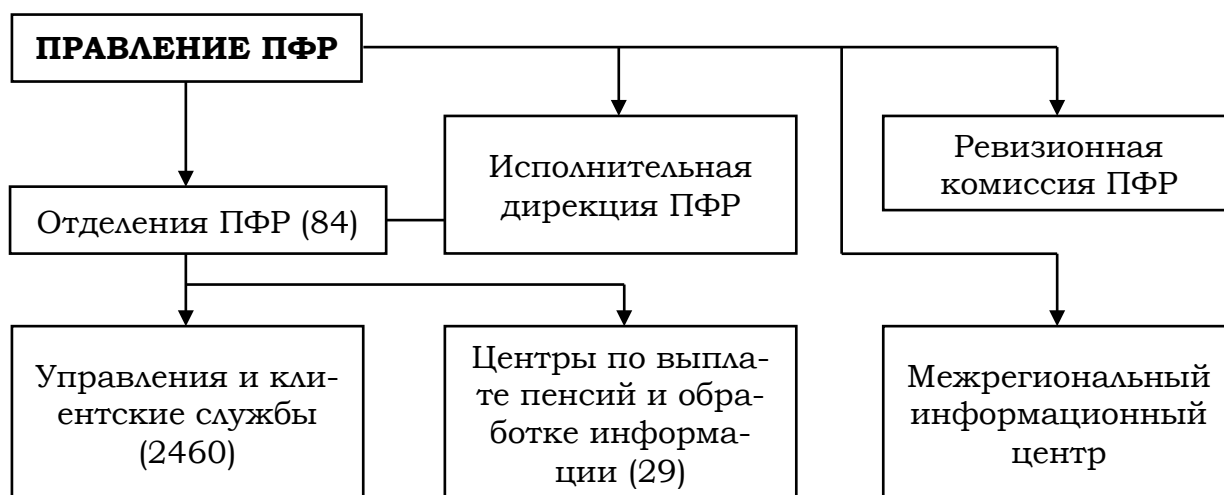 ПРАВЛЕНИЕ ПФР
Исполнительная
дирекция ПФР
Ревизионная
комиссия ПФР
Отделения ПФР (84)
Управления и кли-
ентские службы
(2460)
Центры по выпла-
те пенсий и обра-
ботке информа-
ции (29)
Межрегиональный
информационный
центр